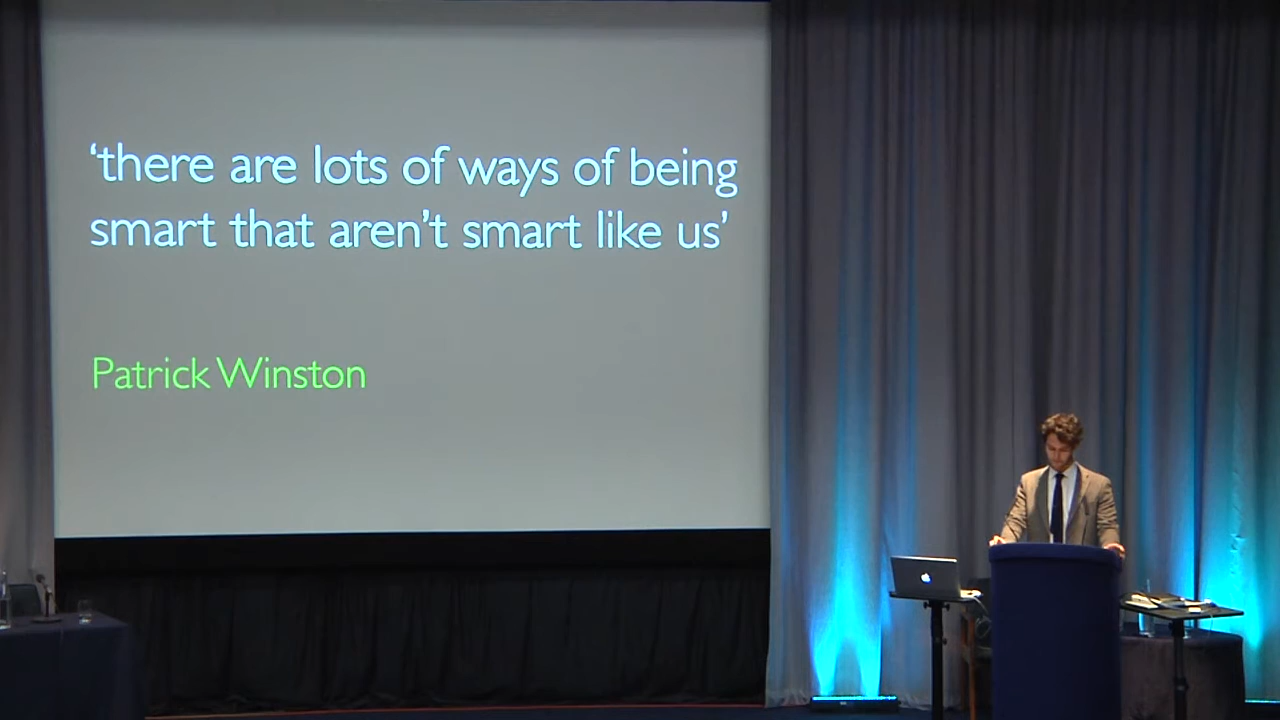 ‘there are lots of ways of being
smart that aren’t smart like us’
Patrick Winston